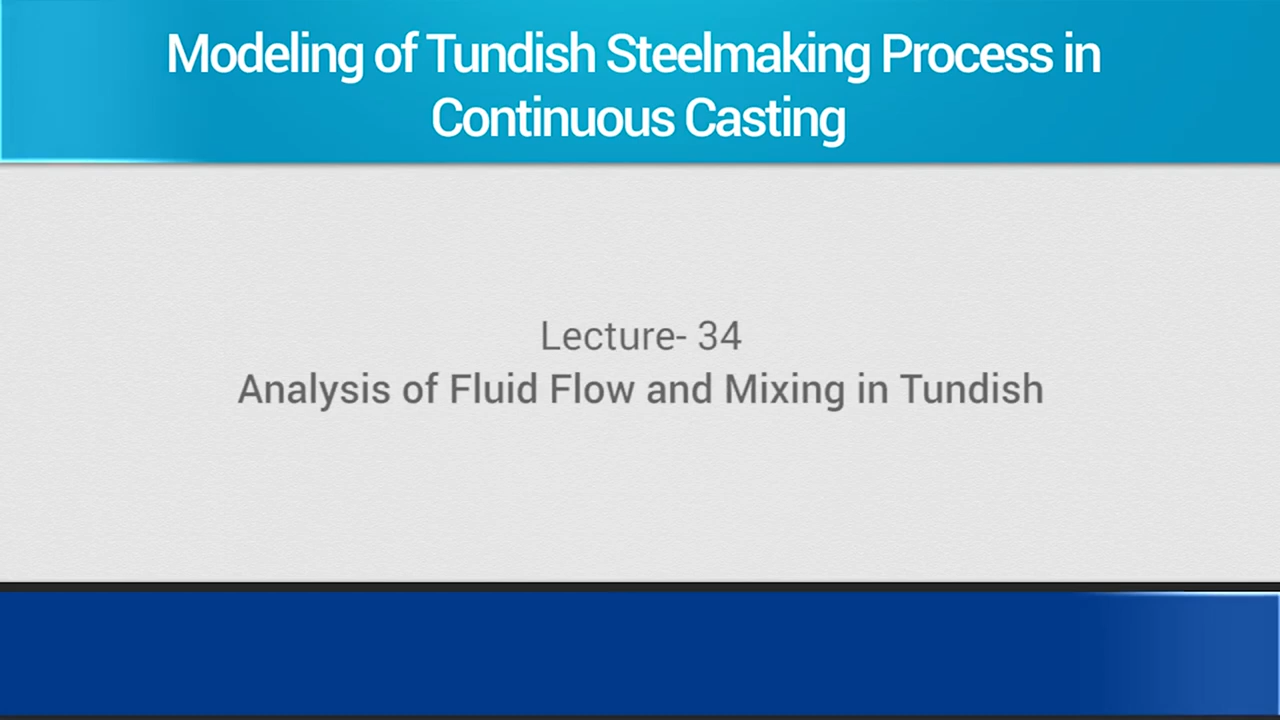 Modeling of Tundish Steelmaking Process in
Continuous Casting
Lecture- 34
Analysis of Fluid Flow and Mixing in Tundish